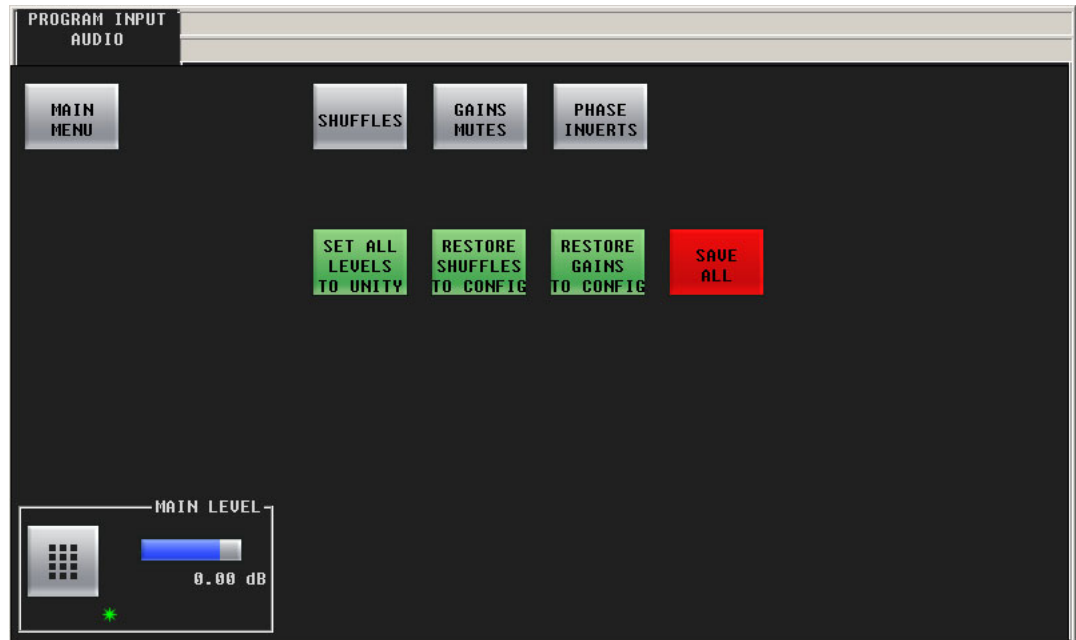 PROGRAM INPUT
AUDIO
MAIN
MENU
SHUFFLES
GAINS
MUTES
PHASE
INVERTS
SET ALL
LEVELS
TO UNITY
RESTORE
SHUFFLES
TO CONFIG
RESTORE
GAINS
TO CONFIG
SAVE
ALL
MAIN LEVEL
0.00 dB